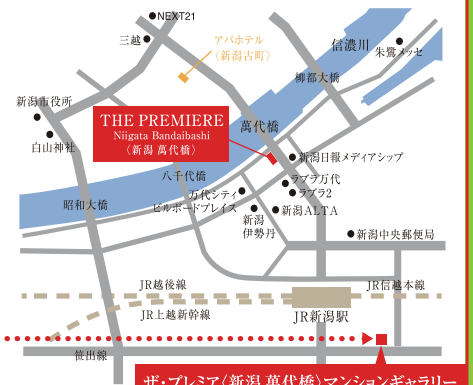 NEXT21
三越
アパホテル
〈新潟古町〉
信濃川
朱鷺メッセ
柳都大橋
新潟市役所
白山神社
THE PREMIERE
Niigata Bandaibashi
〈新潟 萬代橋〉
萬代橋
新潟日報メディアシップ
八千代橋
ラブラ万代
ラブラ2
万代シティ
ビルボードプレイス
昭和大橋
新潟
伊勢丹
新潟ALTA
新潟中央郵便局
JR越後線
JR信越本線
JR上越新幹線
JR新潟駅
笹出線
ザ・プレミア〈新潟 萬代橋〉マンションギャラリー